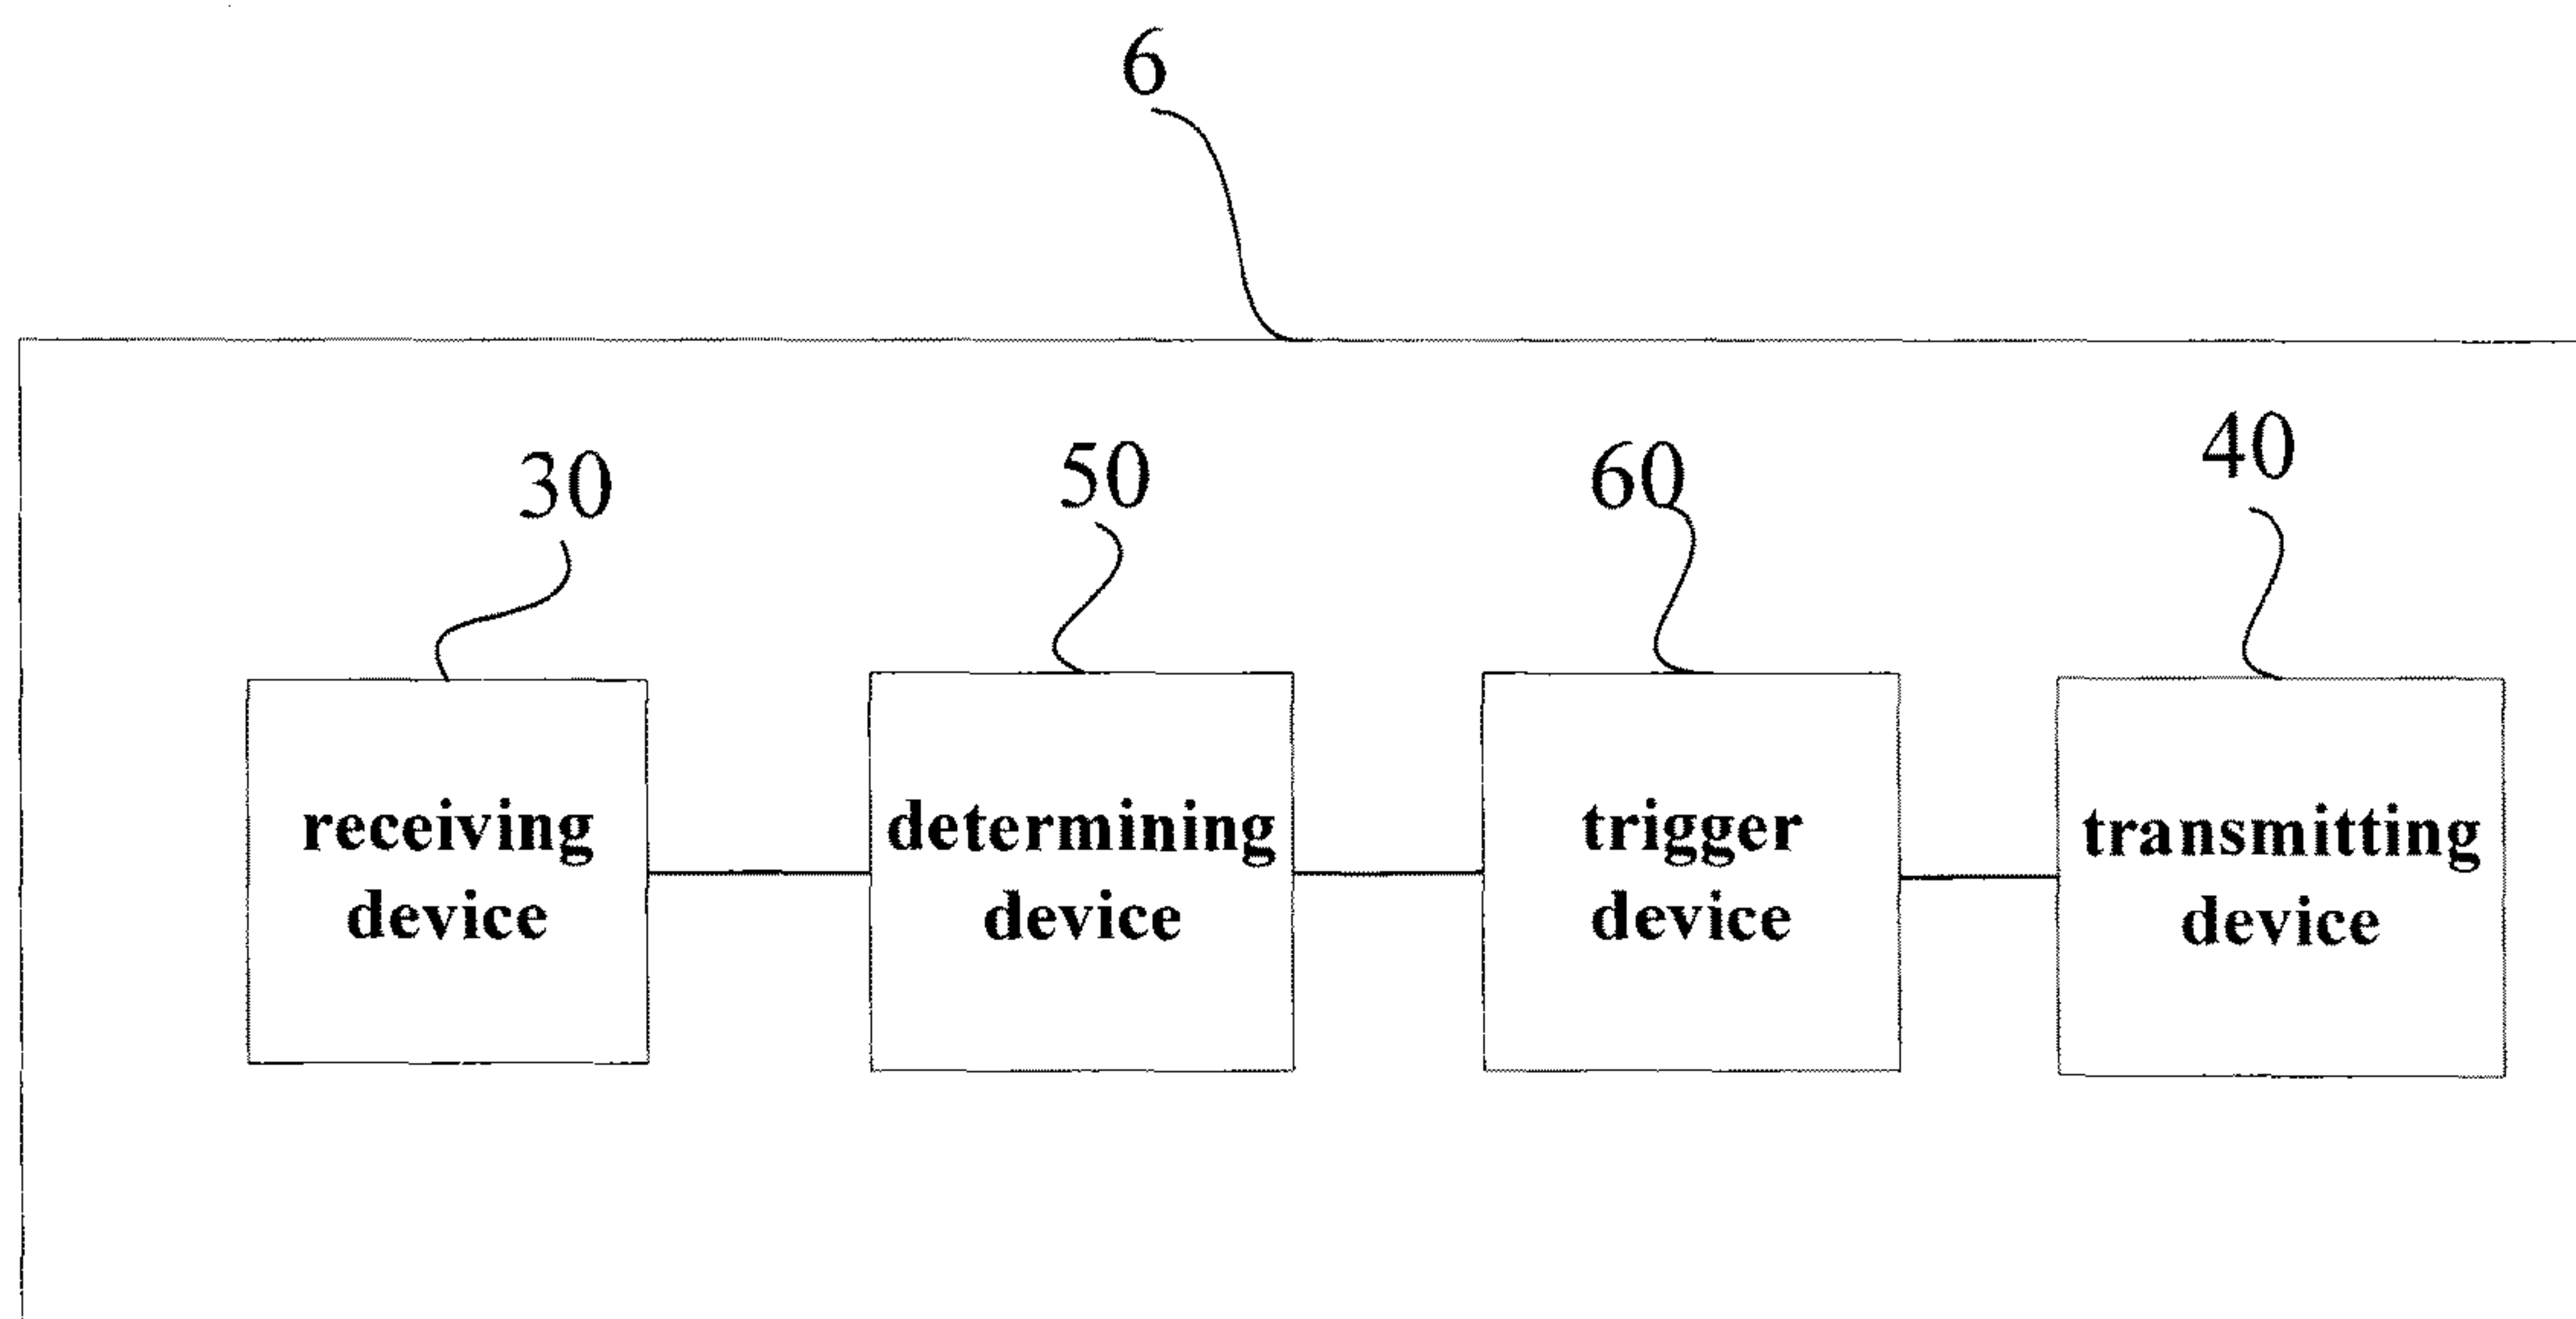 6
30
50
60
40
receiving
device
determining
device
trigger
device
transmitting
device